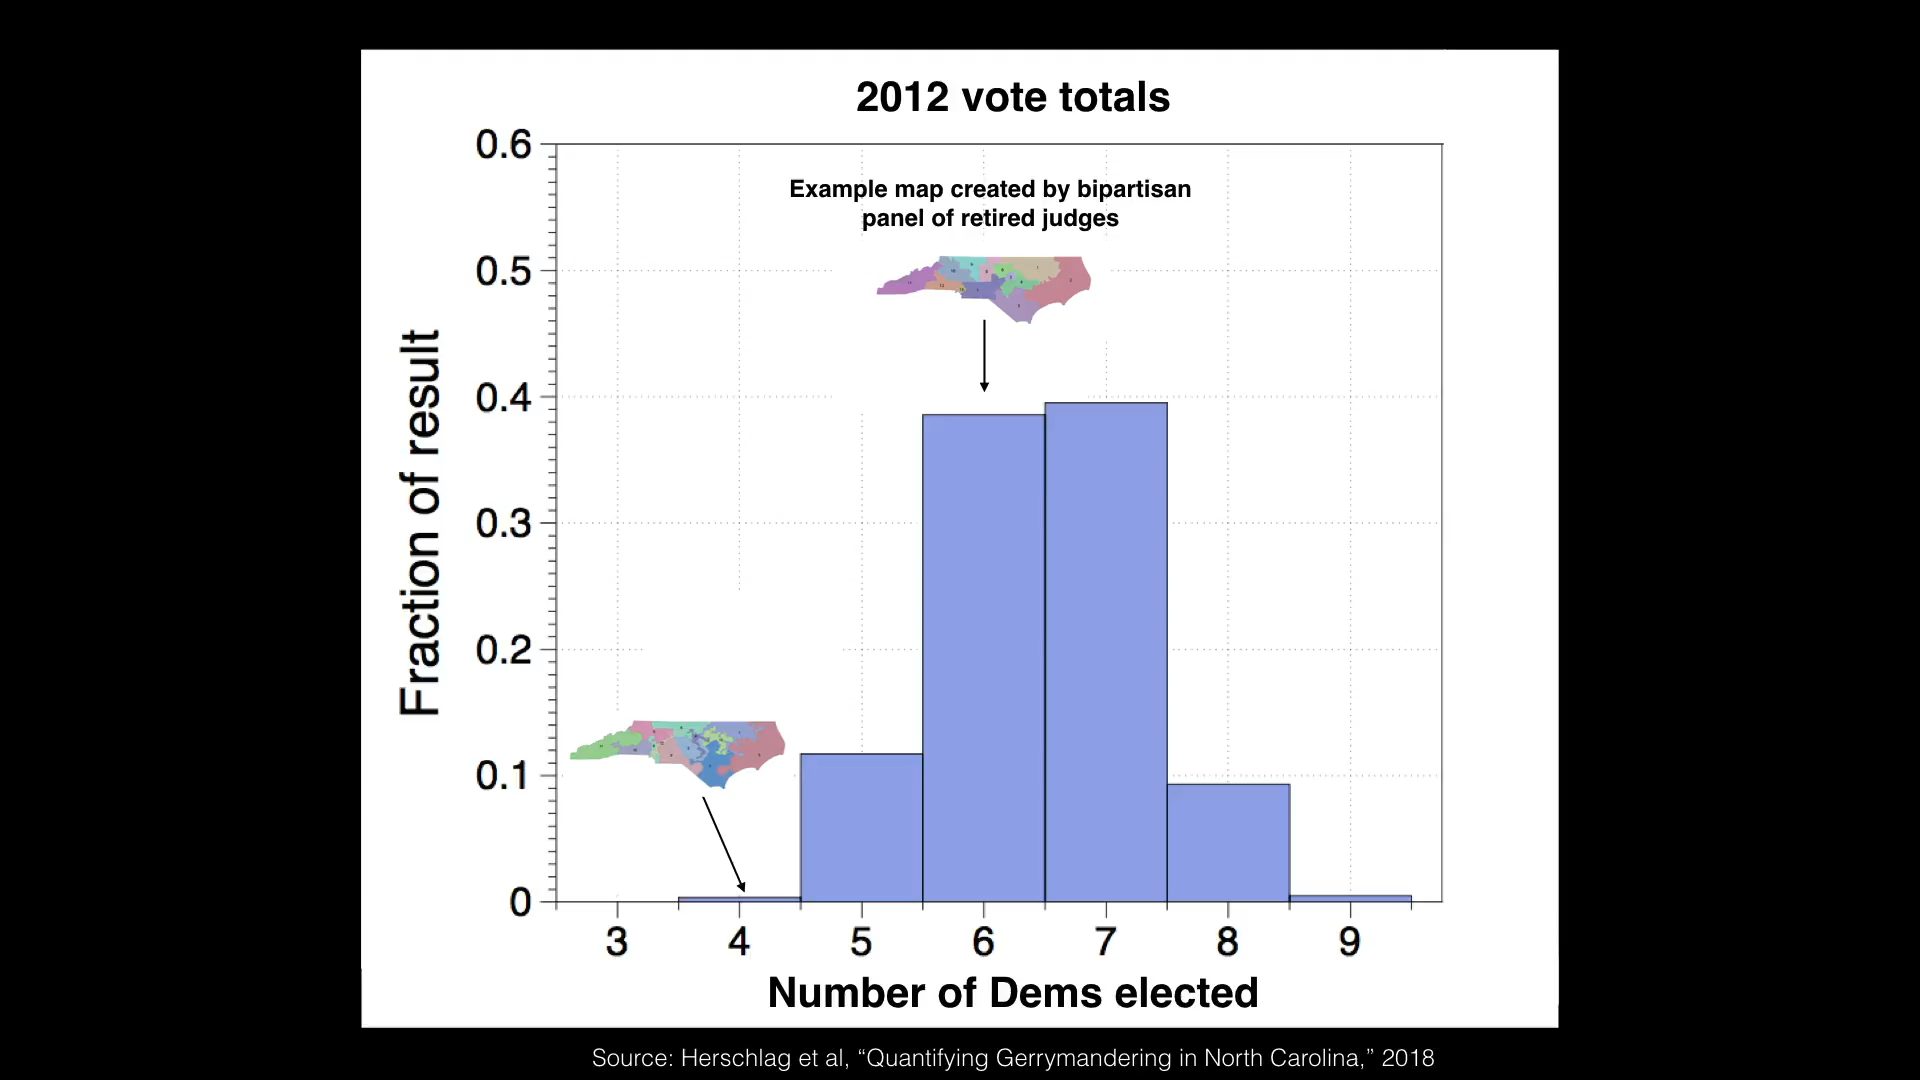 2012 vote totals
Example map created by bipartisan
panel of retired judges
Fraction of result
0.6
0.5
0.4
0.3
0.2
0.1
0
3 4 5 6 7 8 9
Number of Dems elected
Source: Herschlag et al, “Quantifying Gerrymandering in North Carolina,” 2018